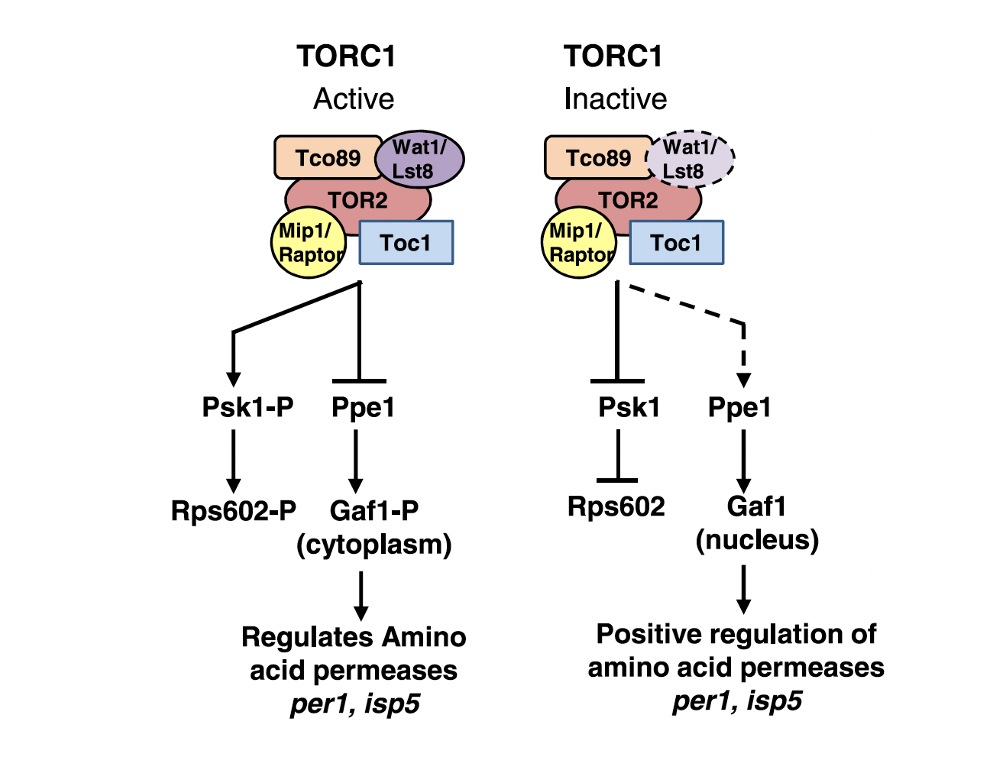 TORC1
Active
Tco89
Wat1/
Lst8
TOR2
Mip1/
Raptor
Toc1
Psk1-P
Ppe1
Rps602-P
Gaf1-P
(cytoplasm)
Regulates Amino
acid permeases
per1, isp5
TORC1
Inactive
Tco89
Wat1/
Lst8
TOR2
Mip1/
Raptor
Toc1
Psk1
Ppe1
Rps602
Gaf1
(nucleus)
Positive regulation of
amino acid permeases
per1, isp5